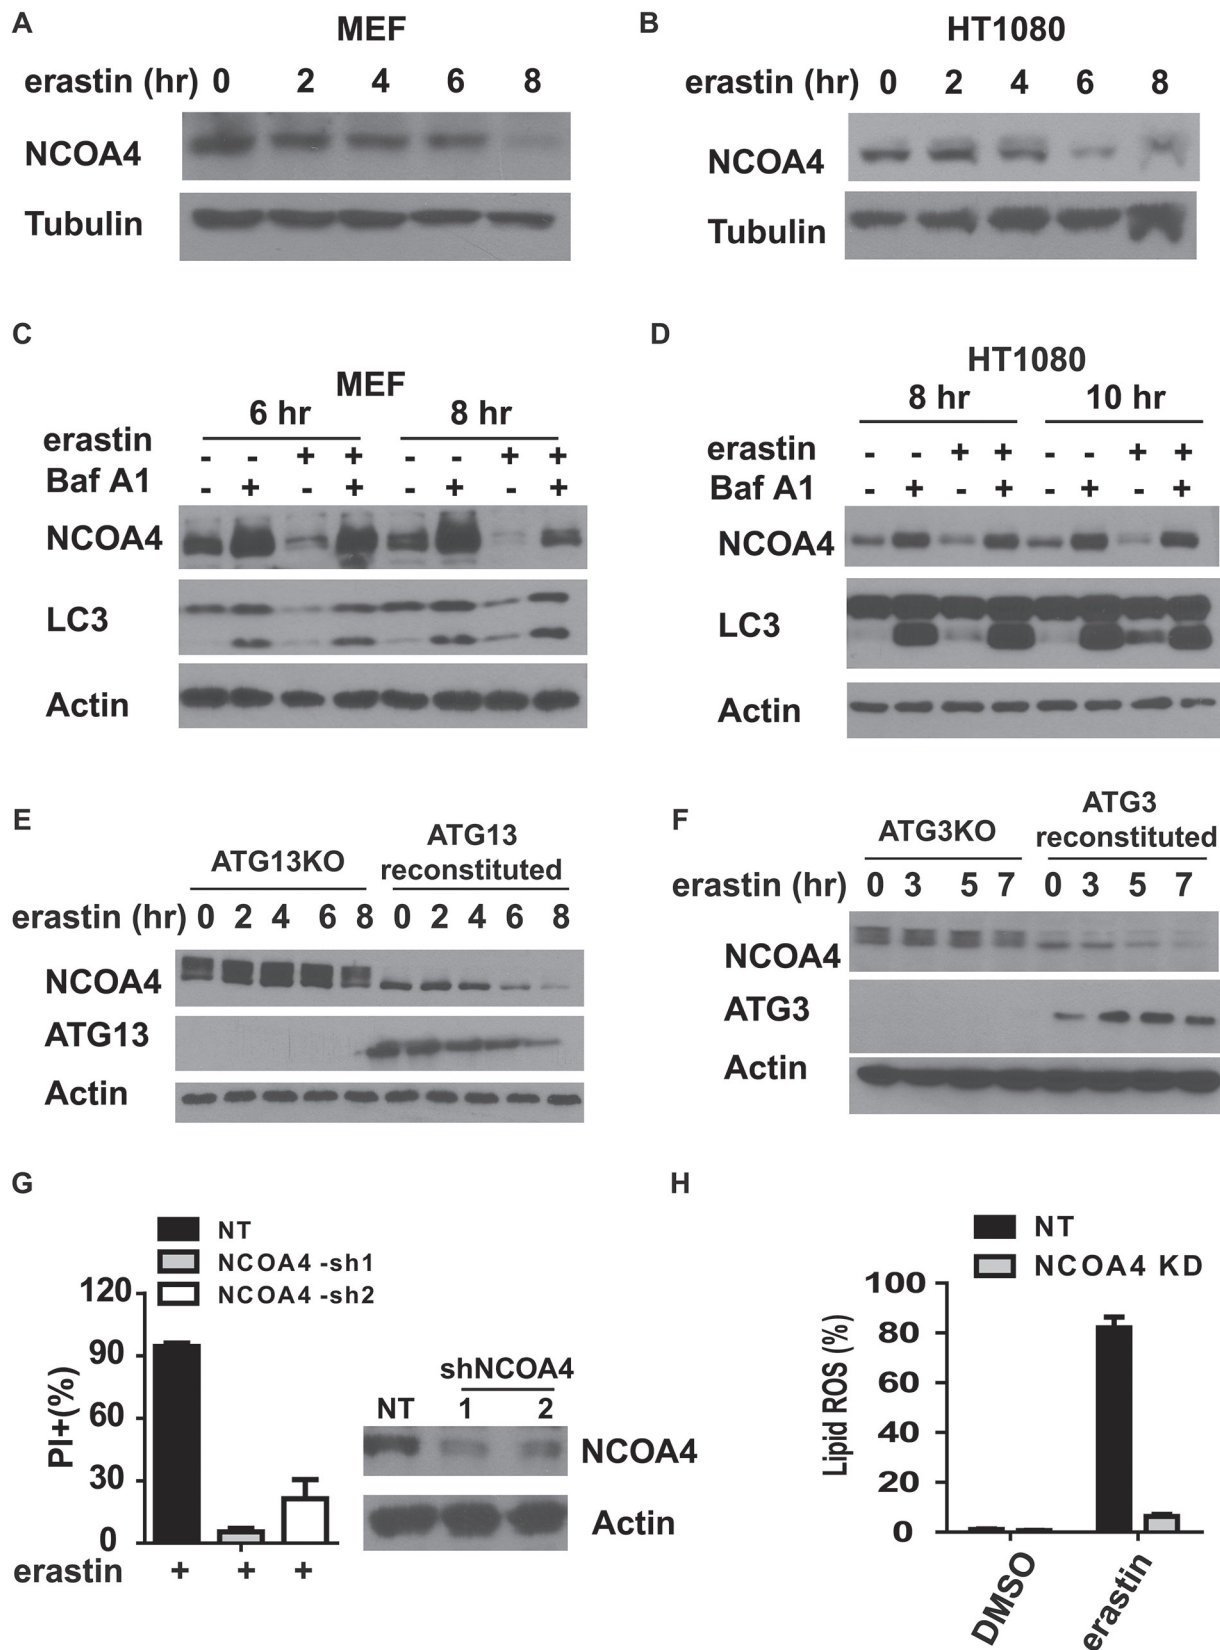 A
MEF
erastin (hr) 0 2 4 6 8
NCOA4
Tubulin
B
HT1080
erastin (hr) 0 2 4 6 8
NCOA4
Tubulin
C
MEF
6 hr 8 hr
erastin - - + + - - + +
Baf A1 - + - + - + - +
NCOA4
LC3
Actin
D
HT1080
8 hr 10 hr
erastin - - + + - - + +
Baf A1 - + - + - + - +
NCOA4
LC3
Actin
E
ATG13KO
ATG13
reconstituted
erastin (hr) 0 2 4 6 8 0 2 4 6 8
NCOA4
ATG13
Actin
F
ATG3KO
ATG3
reconstituted
erastin (hr) 0 3 5 7 0 3 5 7
NCOA4
ATG3
Actin
G
NT
NCOA4 -sh1
NCOA4 -sh2
PI+(%)
120
90
60
30
0
erastin + + +
shNCOA4
NT 1 2
NCOA4
Actin
H
NT
NCOA4 KD
Lipid ROS (%)
100
80
60
40
20
0
DMSO
erastin